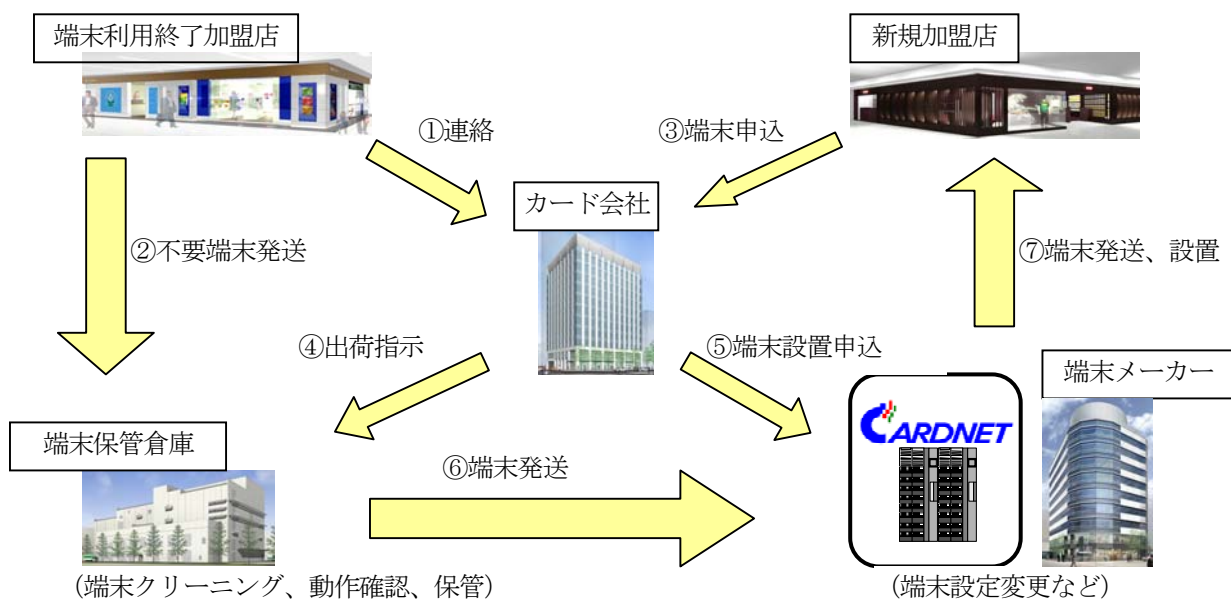 端末利用終了加盟店
新規加盟店
①連絡
③端末申込
カード会社
②不要端末発送
⑦端末発送、設置
④出荷指示
⑤端末設置申込
端末メーカー
CARDNET
端末保管倉庫
⑥端末発送
(端末クリーニング、動作確認、保管)
(端末設定変更など)